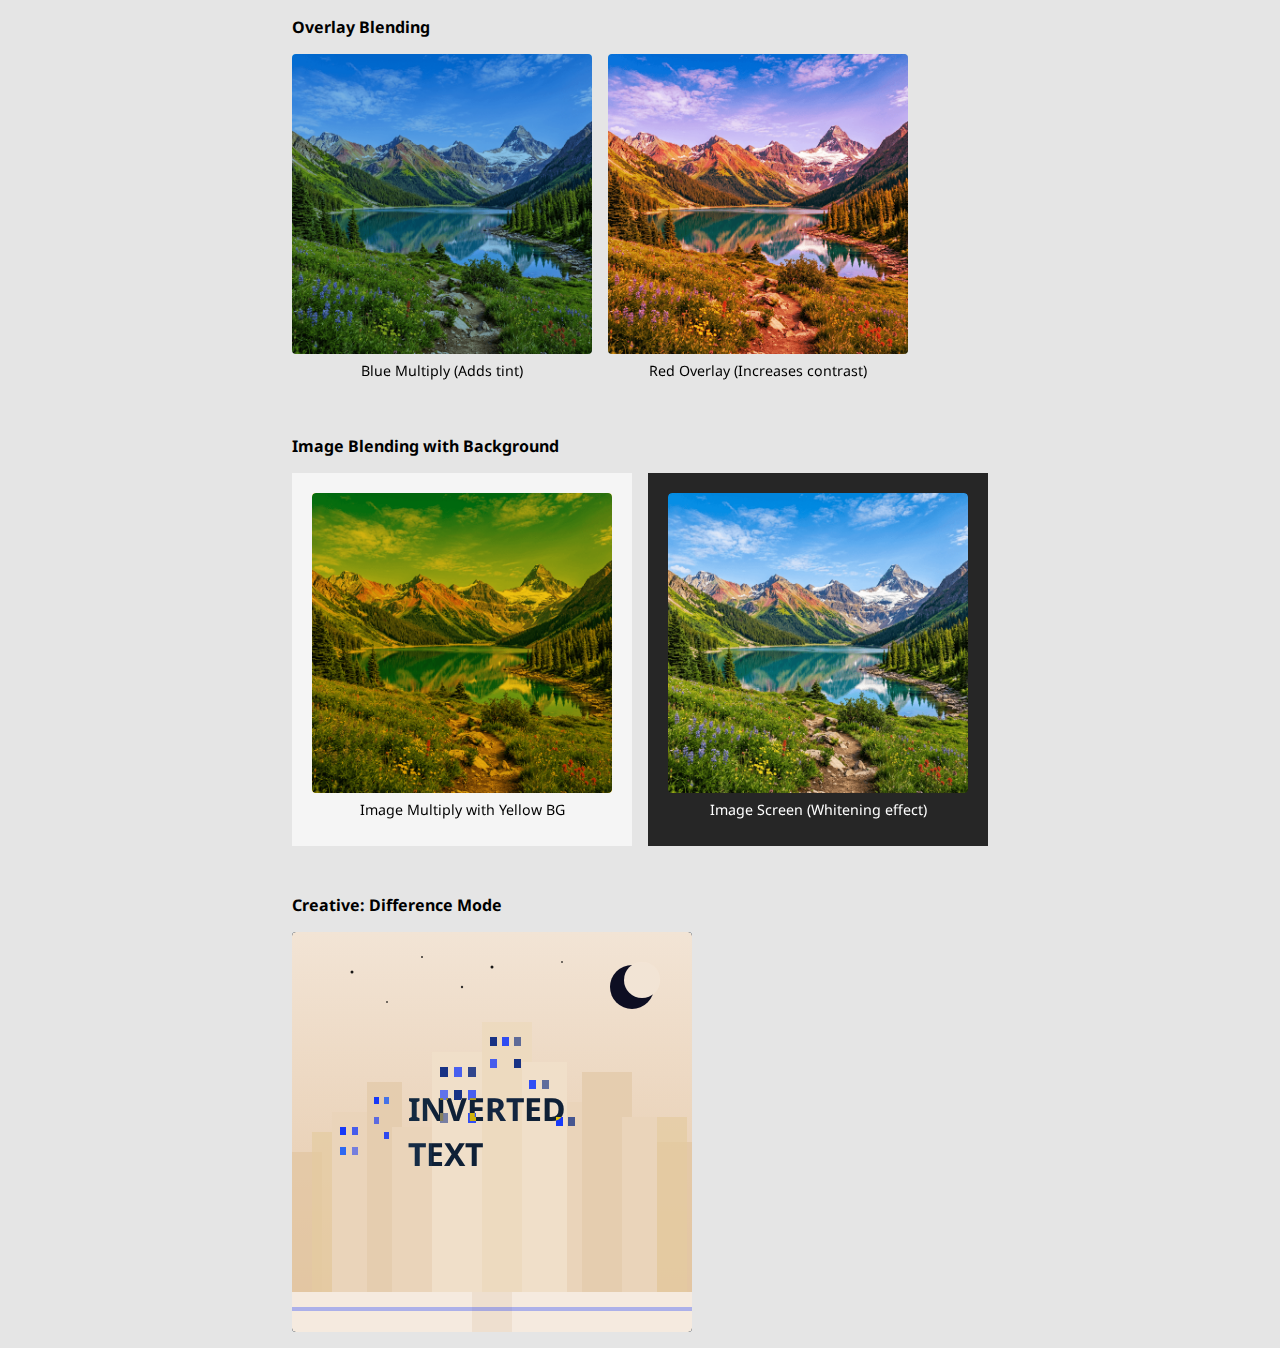 Overlay Blending
Blue Multiply (Adds tint)
Red Overlay (Increases contrast)
Image Blending with Background
Image Multiply with Yellow BG
Image Screen (Whitening effect)
Creative: Difference Mode
INVERTED
TEXT